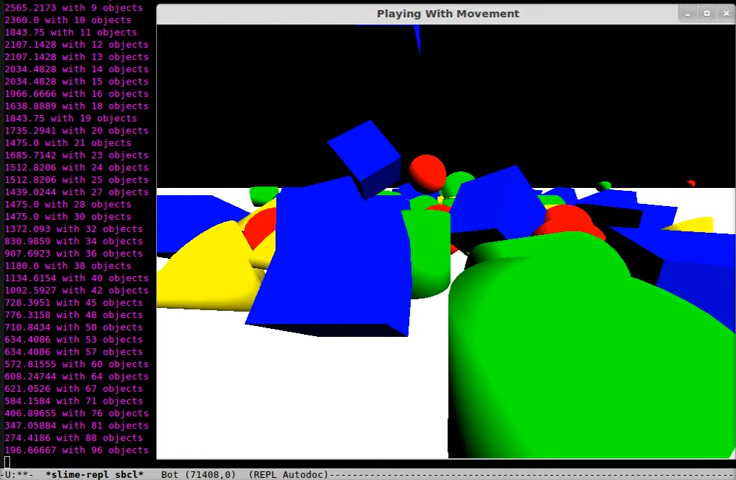 2565.2173 with 9 objects
2360.0 with 10 objects
1843.75 with 11 objects
2107.1428 with 12 objects
2107.1428 with 13 objects
2034.4828 with 14 objects
2034.4828 with 15 objects
1966.6666 with 16 objects
1638.8889 with 18 objects
1843.75 with 19 objects
1735.2941 with 20 objects
1475.0 with 21 objects
1685.7142 with 23 objects
1512.8206 with 24 objects
1512.8206 with 25 objects
1439.0244 with 27 objects
1475.0 with 28 objects
1475.0 with 30 objects
1372.093 with 32 objects
830.9859 with 34 objects
907.6923 with 36 objects
1180.0 with 38 objects
1134.6154 with 40 objects
1092.5927 with 42 objects
728.3951 with 45 objects
776.3158 with 48 objects
710.8434 with 50 objects
634.4086 with 53 objects
634.4086 with 57 objects
572.81555 with 60 objects
608.24744 with 64 objects
621.0526 with 67 objects
584.1584 with 71 objects
406.89655 with 76 objects
347.05884 with 81 objects
274.4186 with 88 objects
196.66667 with 96 objects
Playing With Movement
-U:**- *slime-repl sbcl* Bot (71408,0) (REPL Autodoc)-----------------------------------------------------------------